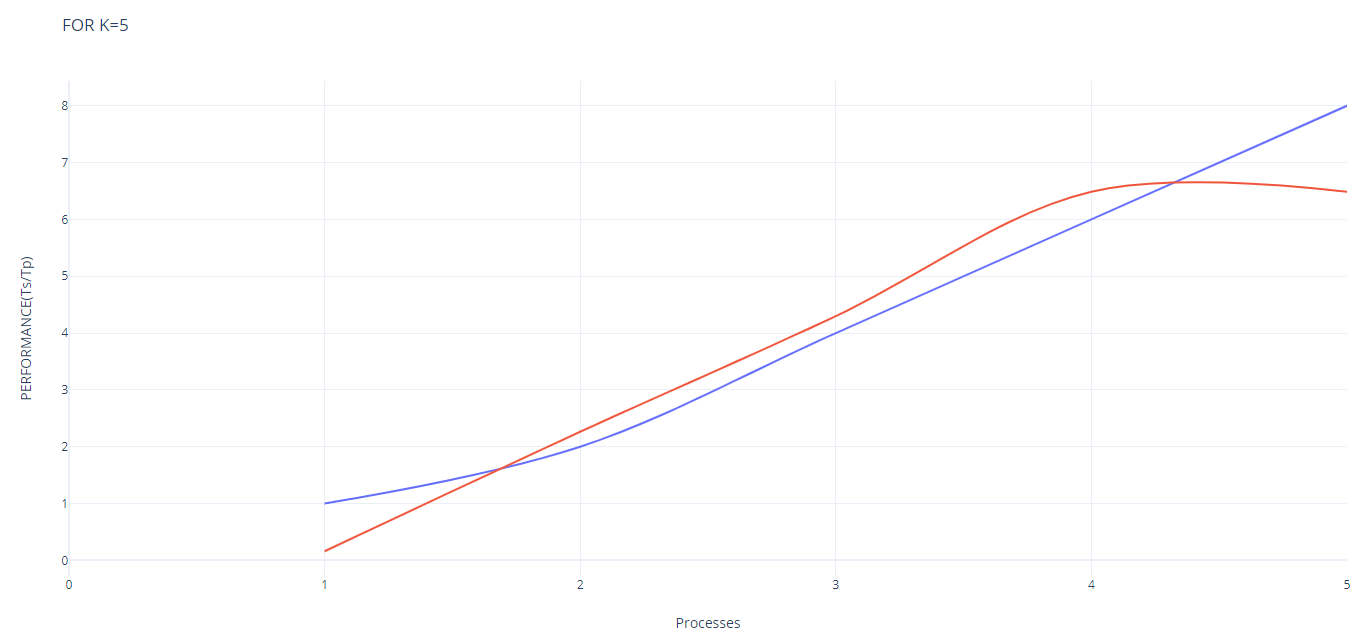 FOR K=5
8
7
6
5
4
3
2
1
0
PERFORMANCE(Ts/Tp)
0 1 2 3 4 5
Processes